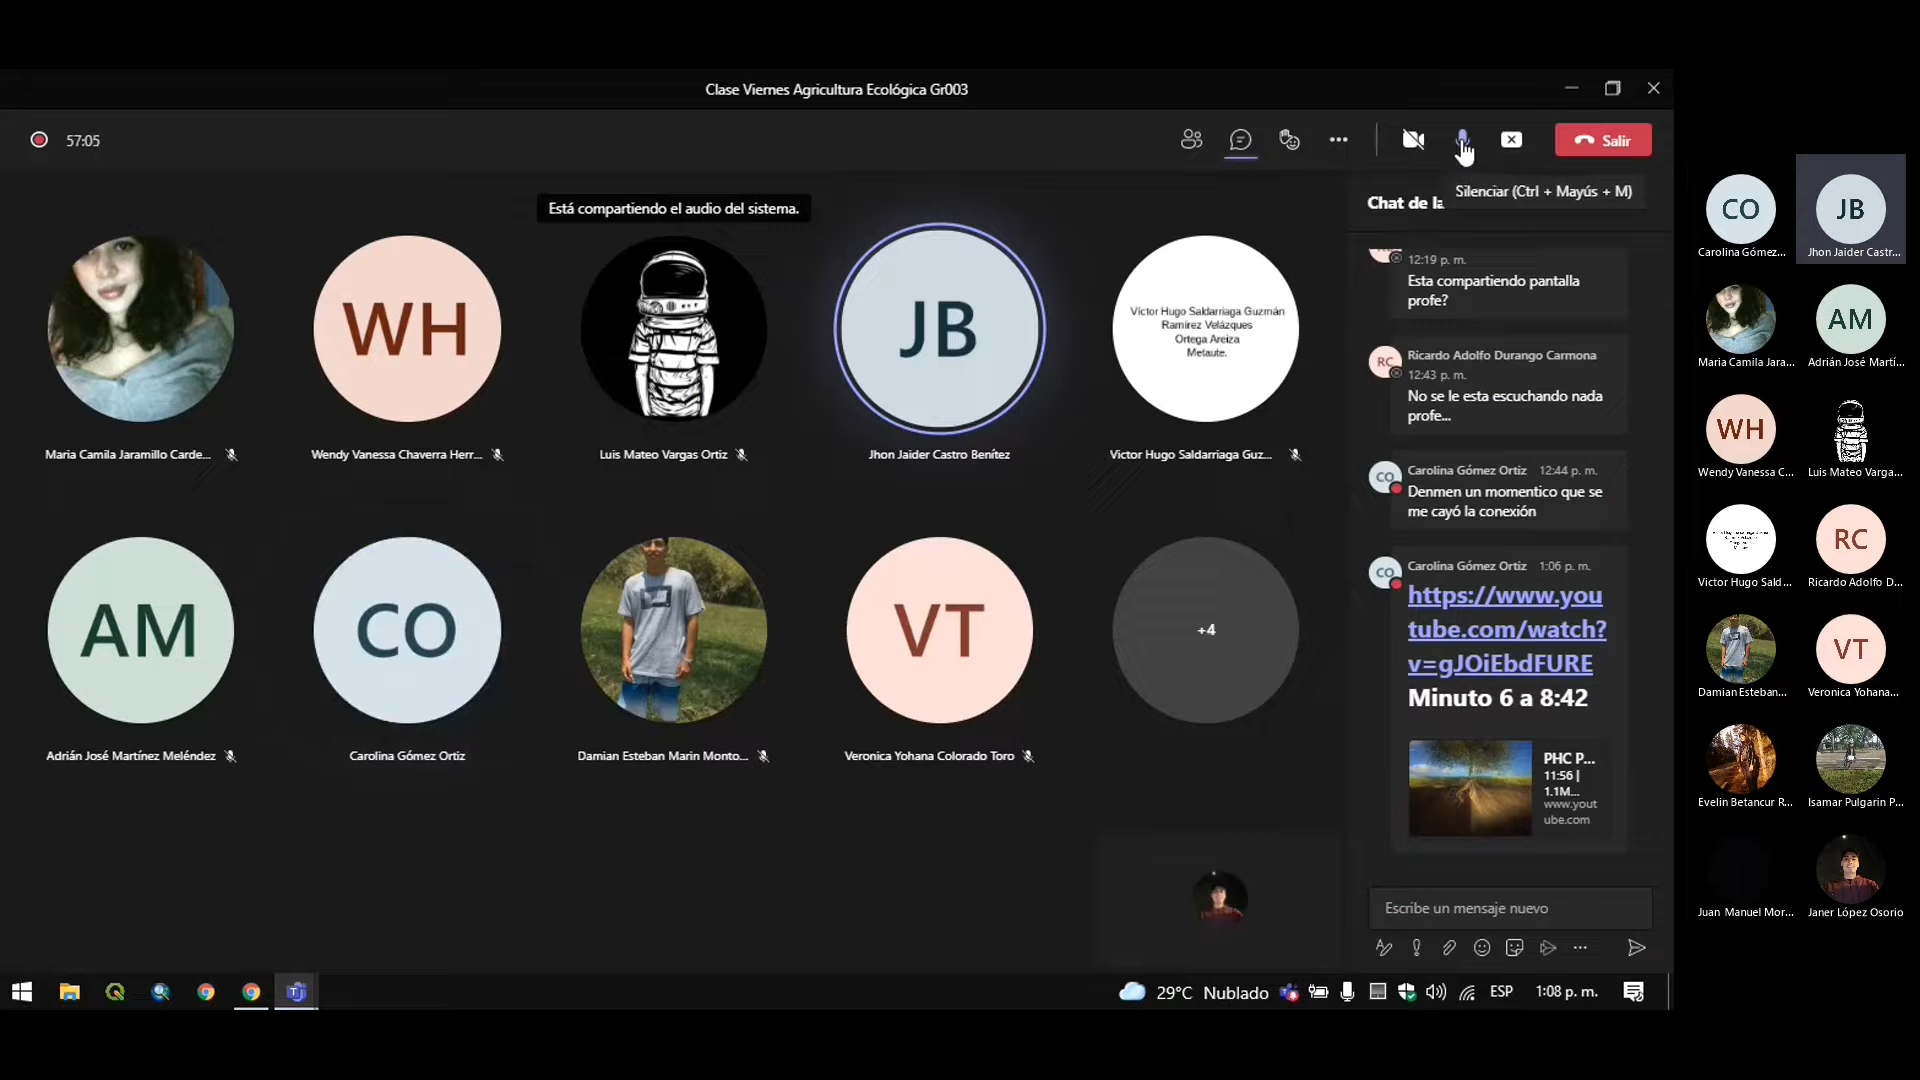 Clase Viernes Agricultura Ecológica Gr003
57:05
Salir
Silenciar (Ctrl + Mayús + M)
Está compartiendo el audio del sistema.
Chat de la
WH
JB
Víctor Hugo Saldarriaga Guzmán
Ramírez Velázques
Ortega Areiza
Metaute.
Maria Camila Jaramillo Carde...
Wendy Vanessa Chaverra Herr...
Luis Mateo Vargas Ortiz
Jhon Jaider Castro Benítez
Victor Hugo Saldarriaga Guz...
AM
CO
VT
+4
Adrián José Martínez Meléndez
Carolina Gómez Ortiz
Damian Esteban Marin Monto...
Veronica Yohana Colorado Toro
12:19 p. m.
Esta compartiendo pantalla
profe?
RC
Ricardo Adolfo Durango Carmona
12:43 p. m.
No se le esta escuchando nada
profe...
CO
Carolina Gómez Ortiz 12:44 p. m.
Denmen un momentico que se
me cayó la conexión
CO
Carolina Gómez Ortiz 1:06 p. m.
https://www.you
tube.com/watch?
v=gJOiEbdFURE
Minuto 6 a 8:42
PHC P...
11:56 |
1.1M...
www.yout
ube.com
Escribe un mensaje nuevo
29°C Nublado
ESP
1:08 p. m.
CO
JB
Carolina Gómez...
Jhon Jaider Castr...
AM
Maria Camila Jara...
Adrián José Martí...
WH
Wendy Vanessa C...
Luis Mateo Varga...
RC
Victor Hugo Sald...
Ricardo Adolfo D...
VT
Damian Esteban...
Veronica Yohana...
Evelin Betancur R...
Isamar Pulgarin P...
Juan Manuel Mor...
Janer López Osorio